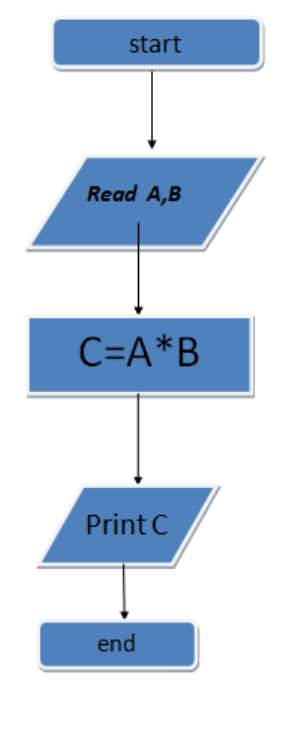 start
Read A,B
C=A*B
Print C
end